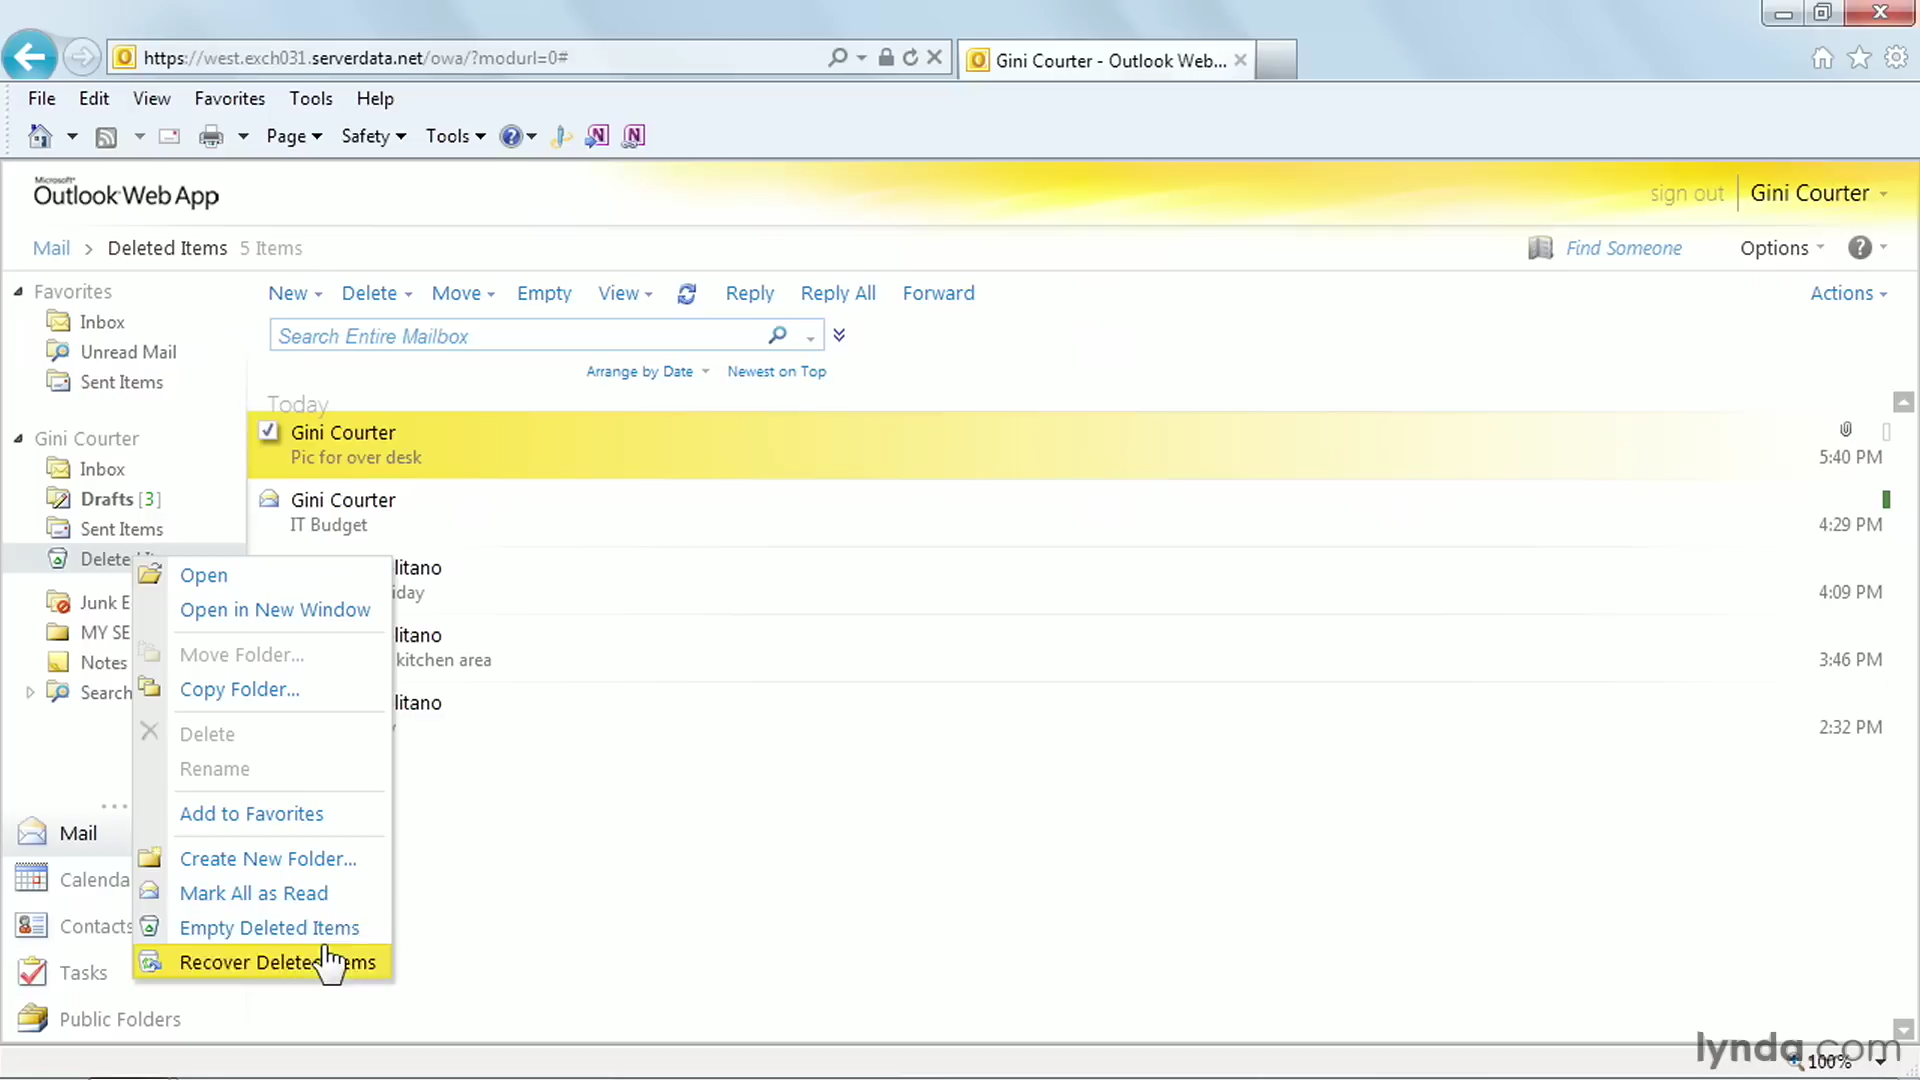 https://west.exch031.serverdata.net/owa/?modurl=0#
Gini Courter - Outlook Web...
File Edit View Favorites Tools Help
Page Safety Tools
Microsoft
Outlook Web App
sign out
Gini Courter
Mail > Deleted Items 5 Items
Find Someone
Options
Favorites
Inbox
Unread Mail
Sent Items
Gini Courter
Inbox
Drafts [3]
Sent Items
Junk E
MY SE
Notes
Search
Mail
Calenda
Contacts
Tasks
Public Folders
New Delete Move Empty View Reply Reply All Forward
Actions
Search Entire Mailbox
Arrange by Date Newest on Top
Today
Gini Courter
Pic for over desk
5:40 PM
Gini Courter
IT Budget
4:29 PM
litano
iday
4:09 PM
litano
kitchen area
3:46 PM
litano
2:32 PM
Open
Open in New Window
Move Folder...
Copy Folder...
Delete
Rename
Add to Favorites
Create New Folder...
Mark All as Read
Empty Deleted Items
Recover Deleted Items
lynda.com
100%